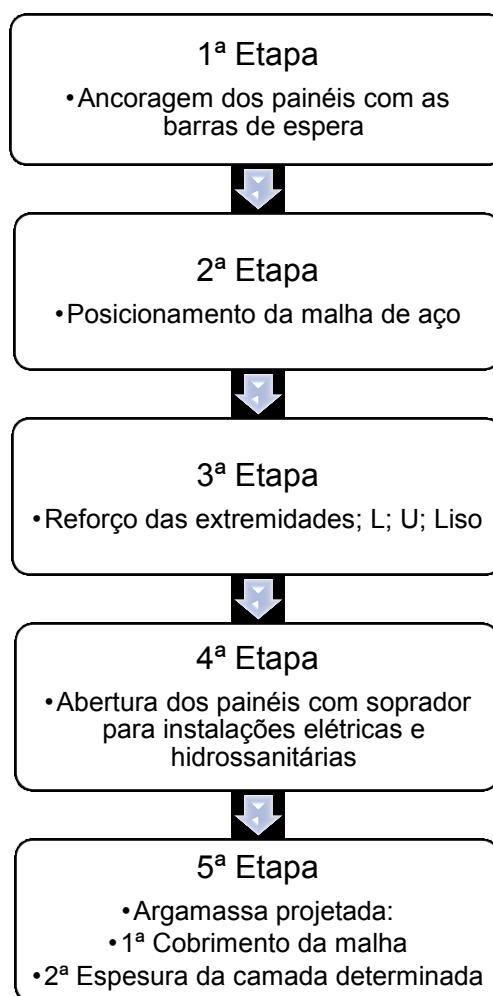 1ª Etapa
•Ancoragem dos painéis com as
barras de espera
2ª Etapa
•Posicionamento da malha de aço
3ª Etapa
•Reforço das extremidades; L; U; Liso
4ª Etapa
•Abertura dos painéis com soprador
para instalações elétricas e
hidrossanitárias
5ª Etapa
•Argamassa projetada:
•1ª Cobrimento da malha
•2ª Espesura da camada determinada